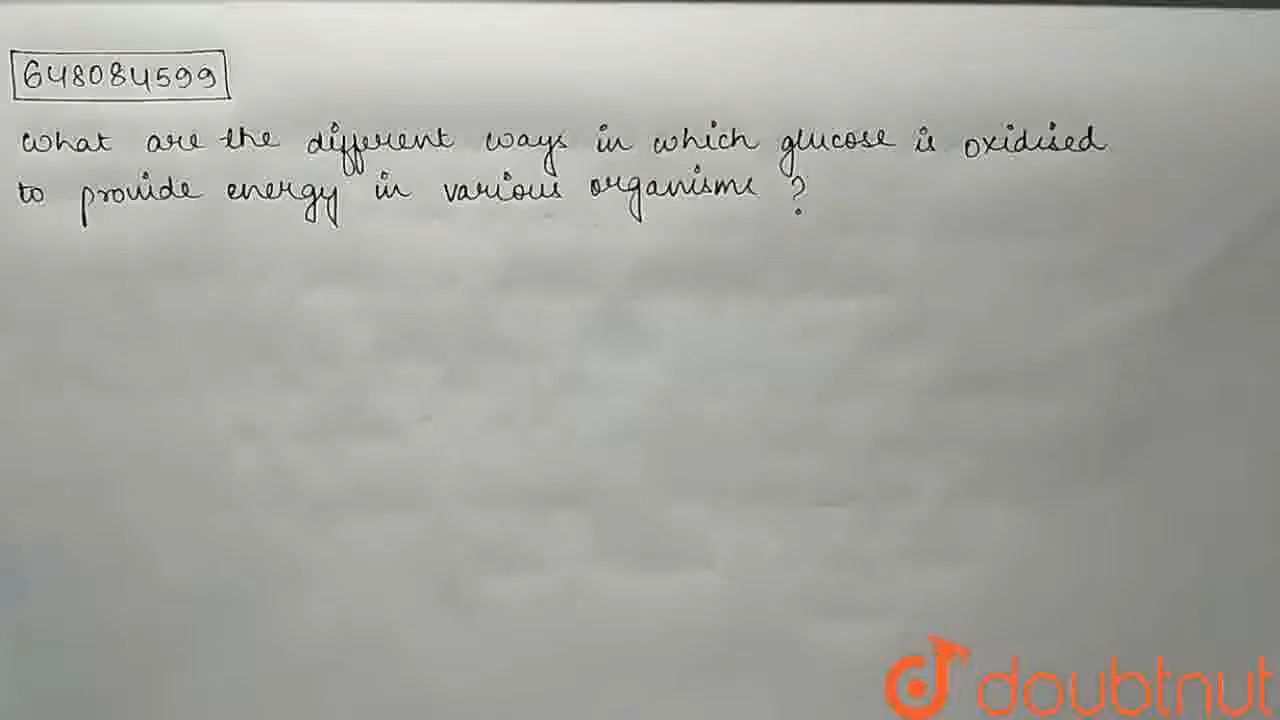 648084599
What are the different ways in which glucose is oxidised
to provide energy in various organisms ?
doubtnut